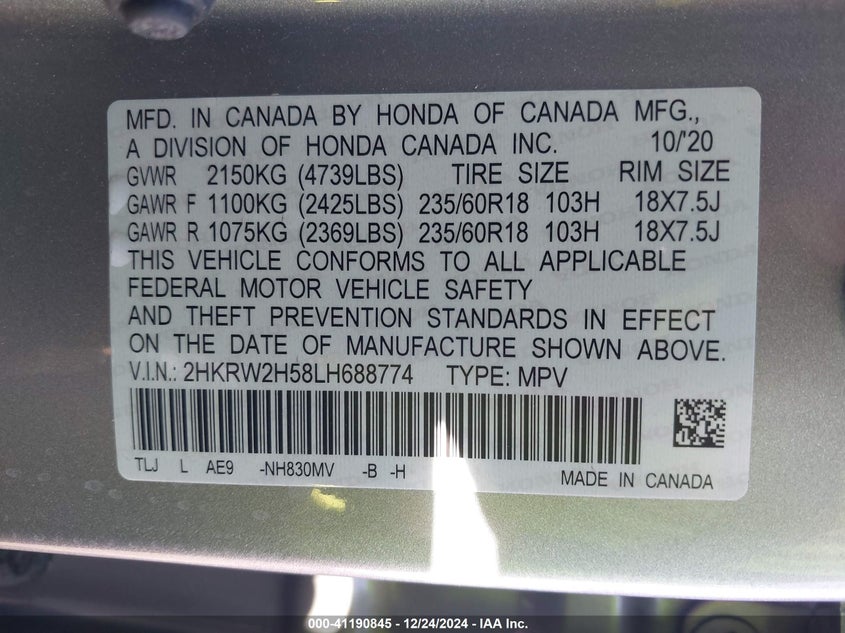 MFD. IN CANADA BY HONDA OF CANADA MFG.,
A DIVISION OF HONDA CANADA INC. 10/'20
GVWR 2150KG (4739LBS) TIRE SIZE RIM SIZE
GAWR F 1100KG (2425LBS) 235/60R18 103H 18X7.5J
GAWR R 1075KG (2369LBS) 235/60R18 103H 18X7.5J
THIS VEHICLE CONFORMS TO ALL APPLICABLE
FEDERAL MOTOR VEHICLE SAFETY
AND THEFT PREVENTION STANDARDS IN EFFECT
ON THE DATE OF MANUFACTURE SHOWN ABOVE.
V.I.N.: 2HKRW2H58LH688774 TYPE: MPV
TLJ L AE9 -NH830MV -B -H MADE IN CANADA
000-41190845 - 12/24/2024 - IAA Inc.